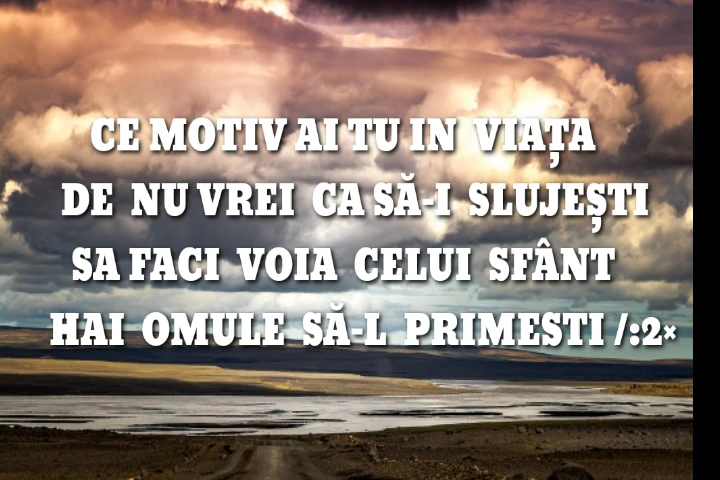 CE MOTIV AI TU IN VIAȚA
DE NU VREI CA SĂ-I SLUJEȘTI
SA FACI VOIA CELUI SFÂNT
HAI OMULE SĂ-L PRIMESTI /:2×